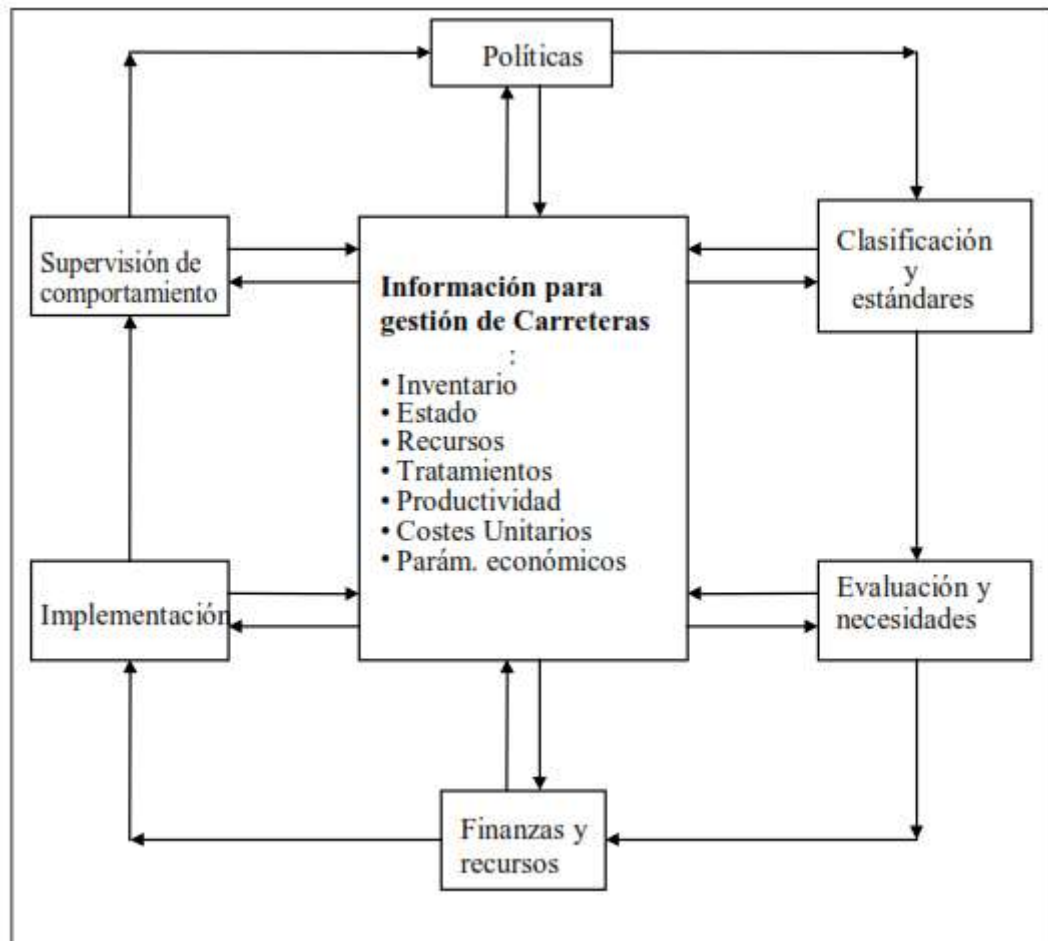 Políticas
Supervisión de
comportamiento
Información para
gestión de Carreteras
:
• Inventario
• Estado
• Recursos
• Tratamientos
• Productividad
• Costes Unitarios
• Parám. económicos
Clasificación
y
estándares
Implementación
Evaluación y
necesidades
Finanzas y
recursos